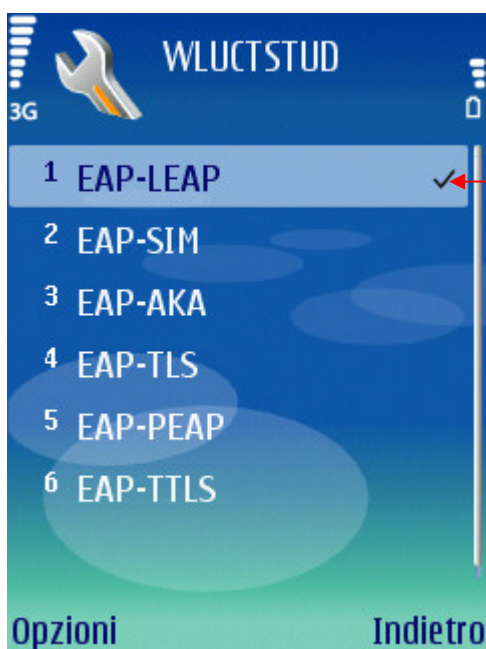 WLUCTSTUD
3G
1 EAP-LEAP
2 EAP-SIM
3 EAP-AKA
4 EAP-TLS
5 EAP-PEAP
6 EAP-TTLS
Opzioni Indietro